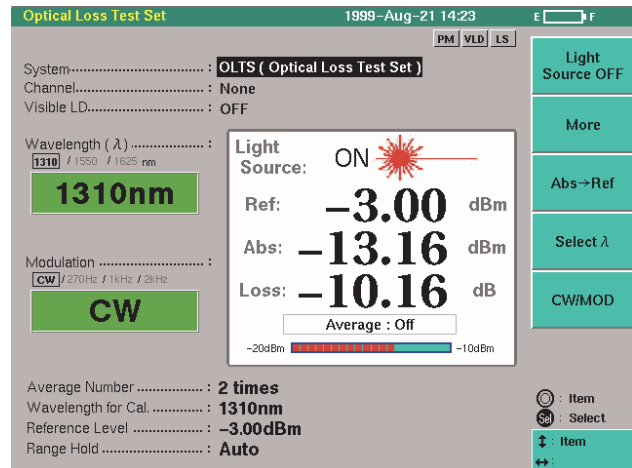 Optical Loss Test Set 1999-Aug-21 14:23 E F
PM VLD LS
System : OLTS ( Optical Loss Test Set )
Channel : None
Visible LD : OFF
Wavelength ( λ ) :
1310 / 1550 / 1625 nm
1310nm
Modulation :
CW / 270Hz / 1kHz / 2kHz
CW
Light Source: ON
Ref: −3.00 dBm
Abs: −13.16 dBm
Loss: −10.16 dB
Average : Off
−20dBm −10dBm
Average Number : 2 times
Wavelength for Cal. : 1310nm
Reference Level : −3.00dBm
Range Hold : Auto
Light
Source OFF
More
Abs→Ref
Select λ
CW/MOD
: Item
Sel : Select
↕ : Item
↔ :